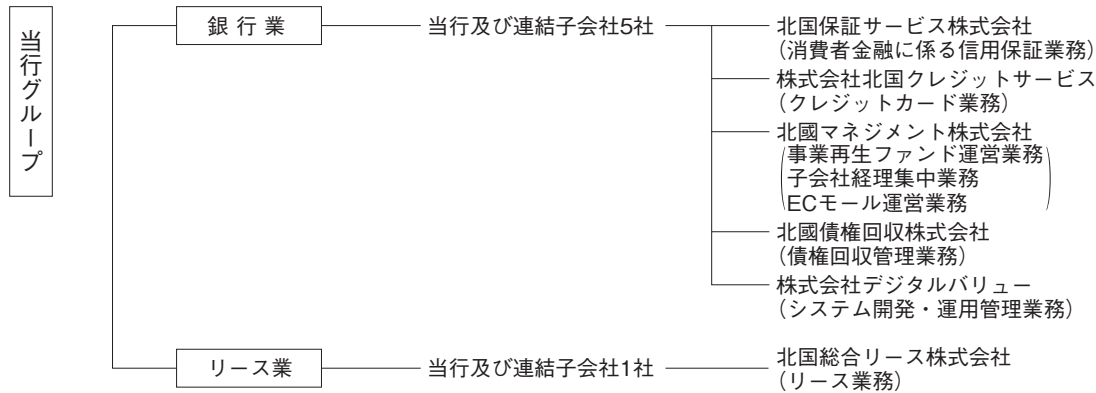 当行グループ
銀行業
当行及び連結子会社5社
北国保証サービス株式会社
(消費者金融に係る信用保証業務)
株式会社北国クレジットサービス
(クレジットカード業務)
北國マネジメント株式会社
(事業再生ファンド運営業務
子会社経理集中業務
ECモール運営業務)
北國債権回収株式会社
(債権回収管理業務)
株式会社デジタルバリュー
(システム開発・運用管理業務)
リース業
当行及び連結子会社1社
北国総合リース株式会社
(リース業務)